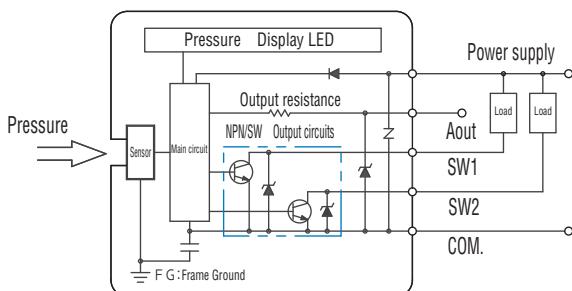 Pressure Display LED
Power supply
Output resistance
Load
Load
Pressure
Aout
NPN/SW Output circuits
Sensor
Main circuit
SW1
SW2
COM.
F G:Frame Ground